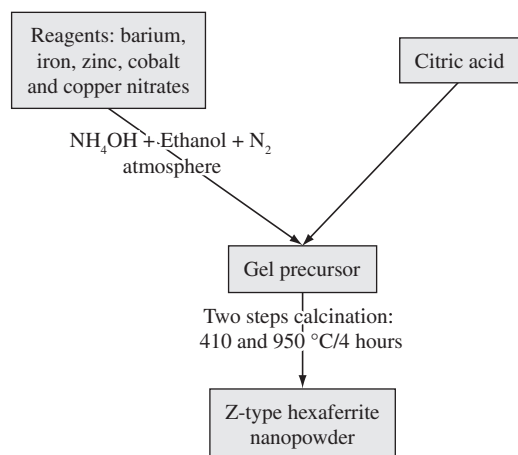 Reagents: barium,
iron, zinc, cobalt
and copper nitrates
Citric acid
NH₄OH + Ethanol + N₂
atmosphere
Gel precursor
Two steps calcination:
410 and 950 °C/4 hours
Z-type hexaferrite
nanopowder